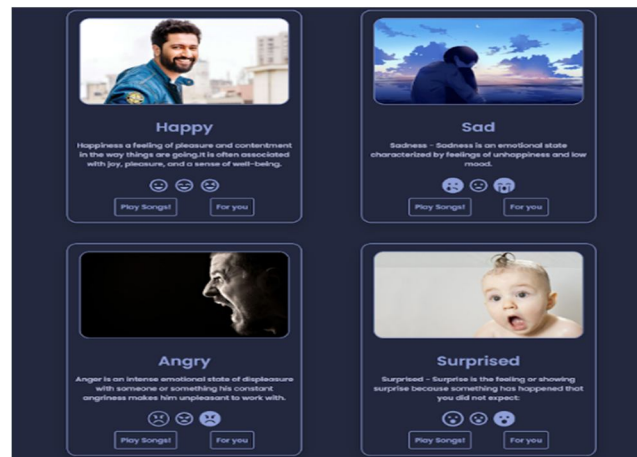 Happy
Happiness a feeling of pleasure and contentment
in the way things are going.It is often associated
with joy, pleasure, and a sense of well-being.
Play Songs!
For you
Sad
Sadness - Sadness is an emotional state
characterized by feelings of unhappiness and low
mood.
Play Songs!
For you
Angry
Anger is an intense emotional state of displeasure
with someone or something his constant
angriness makes him unpleasant to work with.
Play Songs!
For you
Surprised
Surprised - Surprise is the feeling or showing
surprise because something has happened that
you did not expect:
Play Songs!
For you